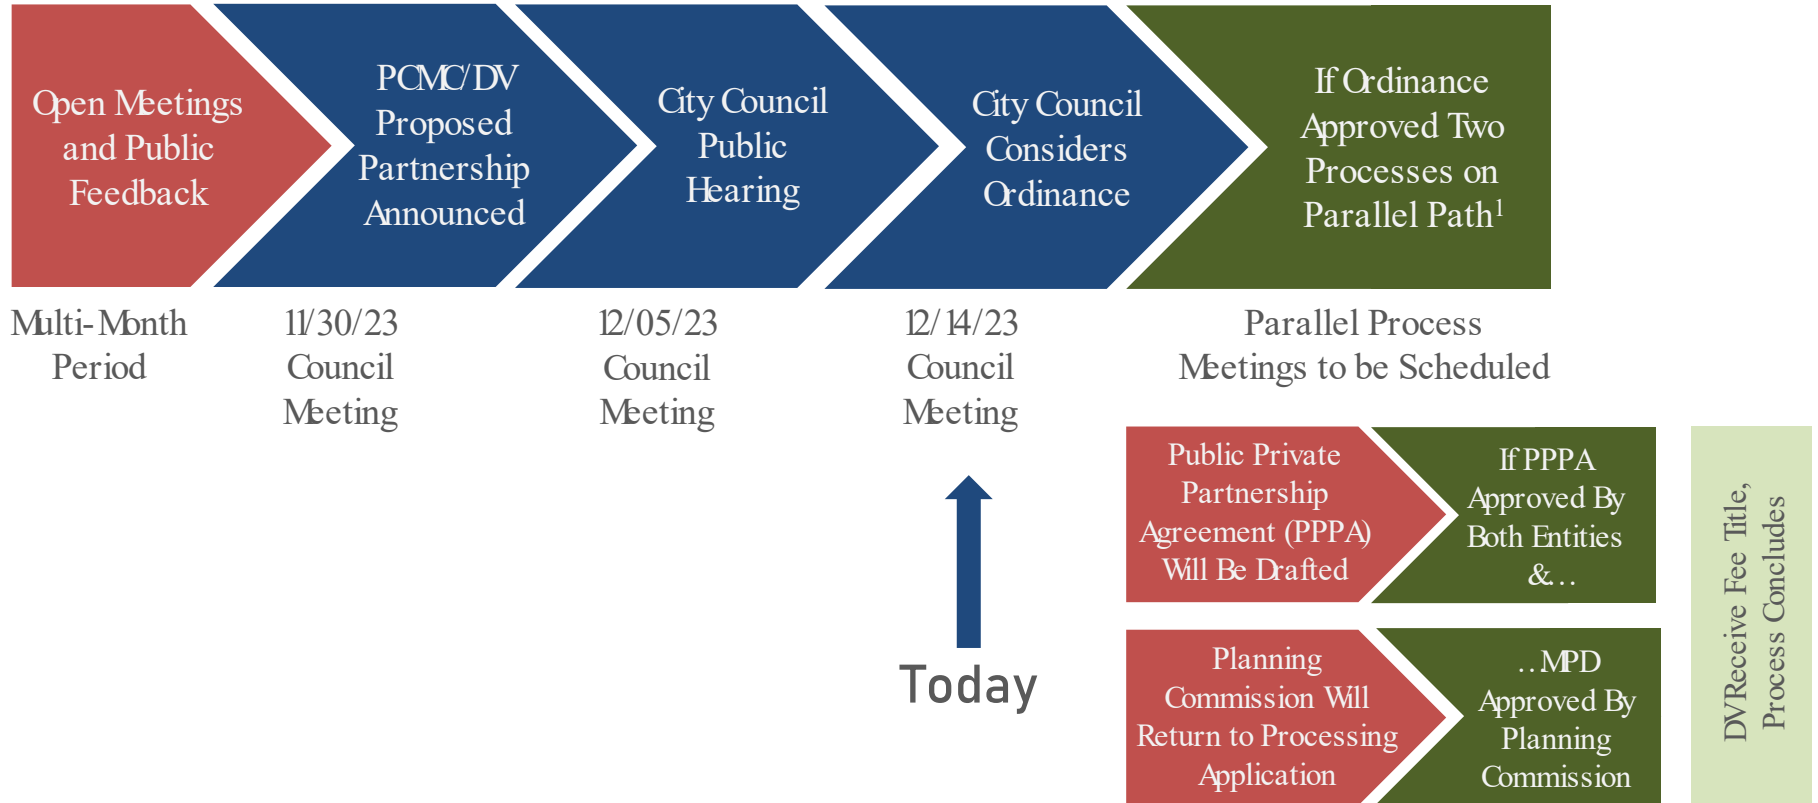 Open Meetings
and Public
Feedback
PCMC/DV
Proposed
Partnership
Announced
City Council
Public
Hearing
City Council
Considers
Ordinance
If Ordinance
Approved Two
Processes on
Parallel Path¹
Multi-Month
Period
11/30/23
Council
Meeting
12/05/23
Council
Meeting
12/14/23
Council
Meeting
Parallel Process
Meetings to be Scheduled
Today
Public Private
Partnership
Agreement (PPPA)
Will Be Drafted
If PPPA
Approved By
Both Entities
&…
Planning
Commission Will
Return to Processing
Application
…MPD
Approved By
Planning
Commission
DV Receive Fee Title,
Process Concludes